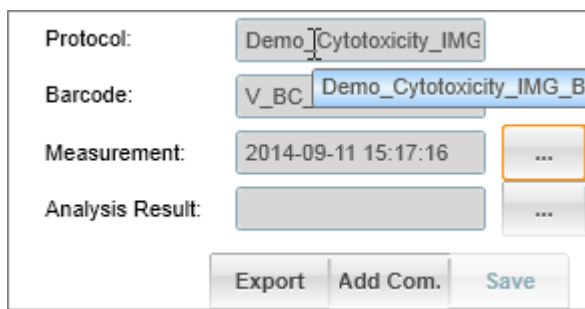 Protocol: Demo_Cytotoxicity_IMG
Barcode: V_BC_ Demo_Cytotoxicity_IMG_B
Measurement: 2014-09-11 15:17:16 ...
Analysis Result: ...
Export Add Com. Save